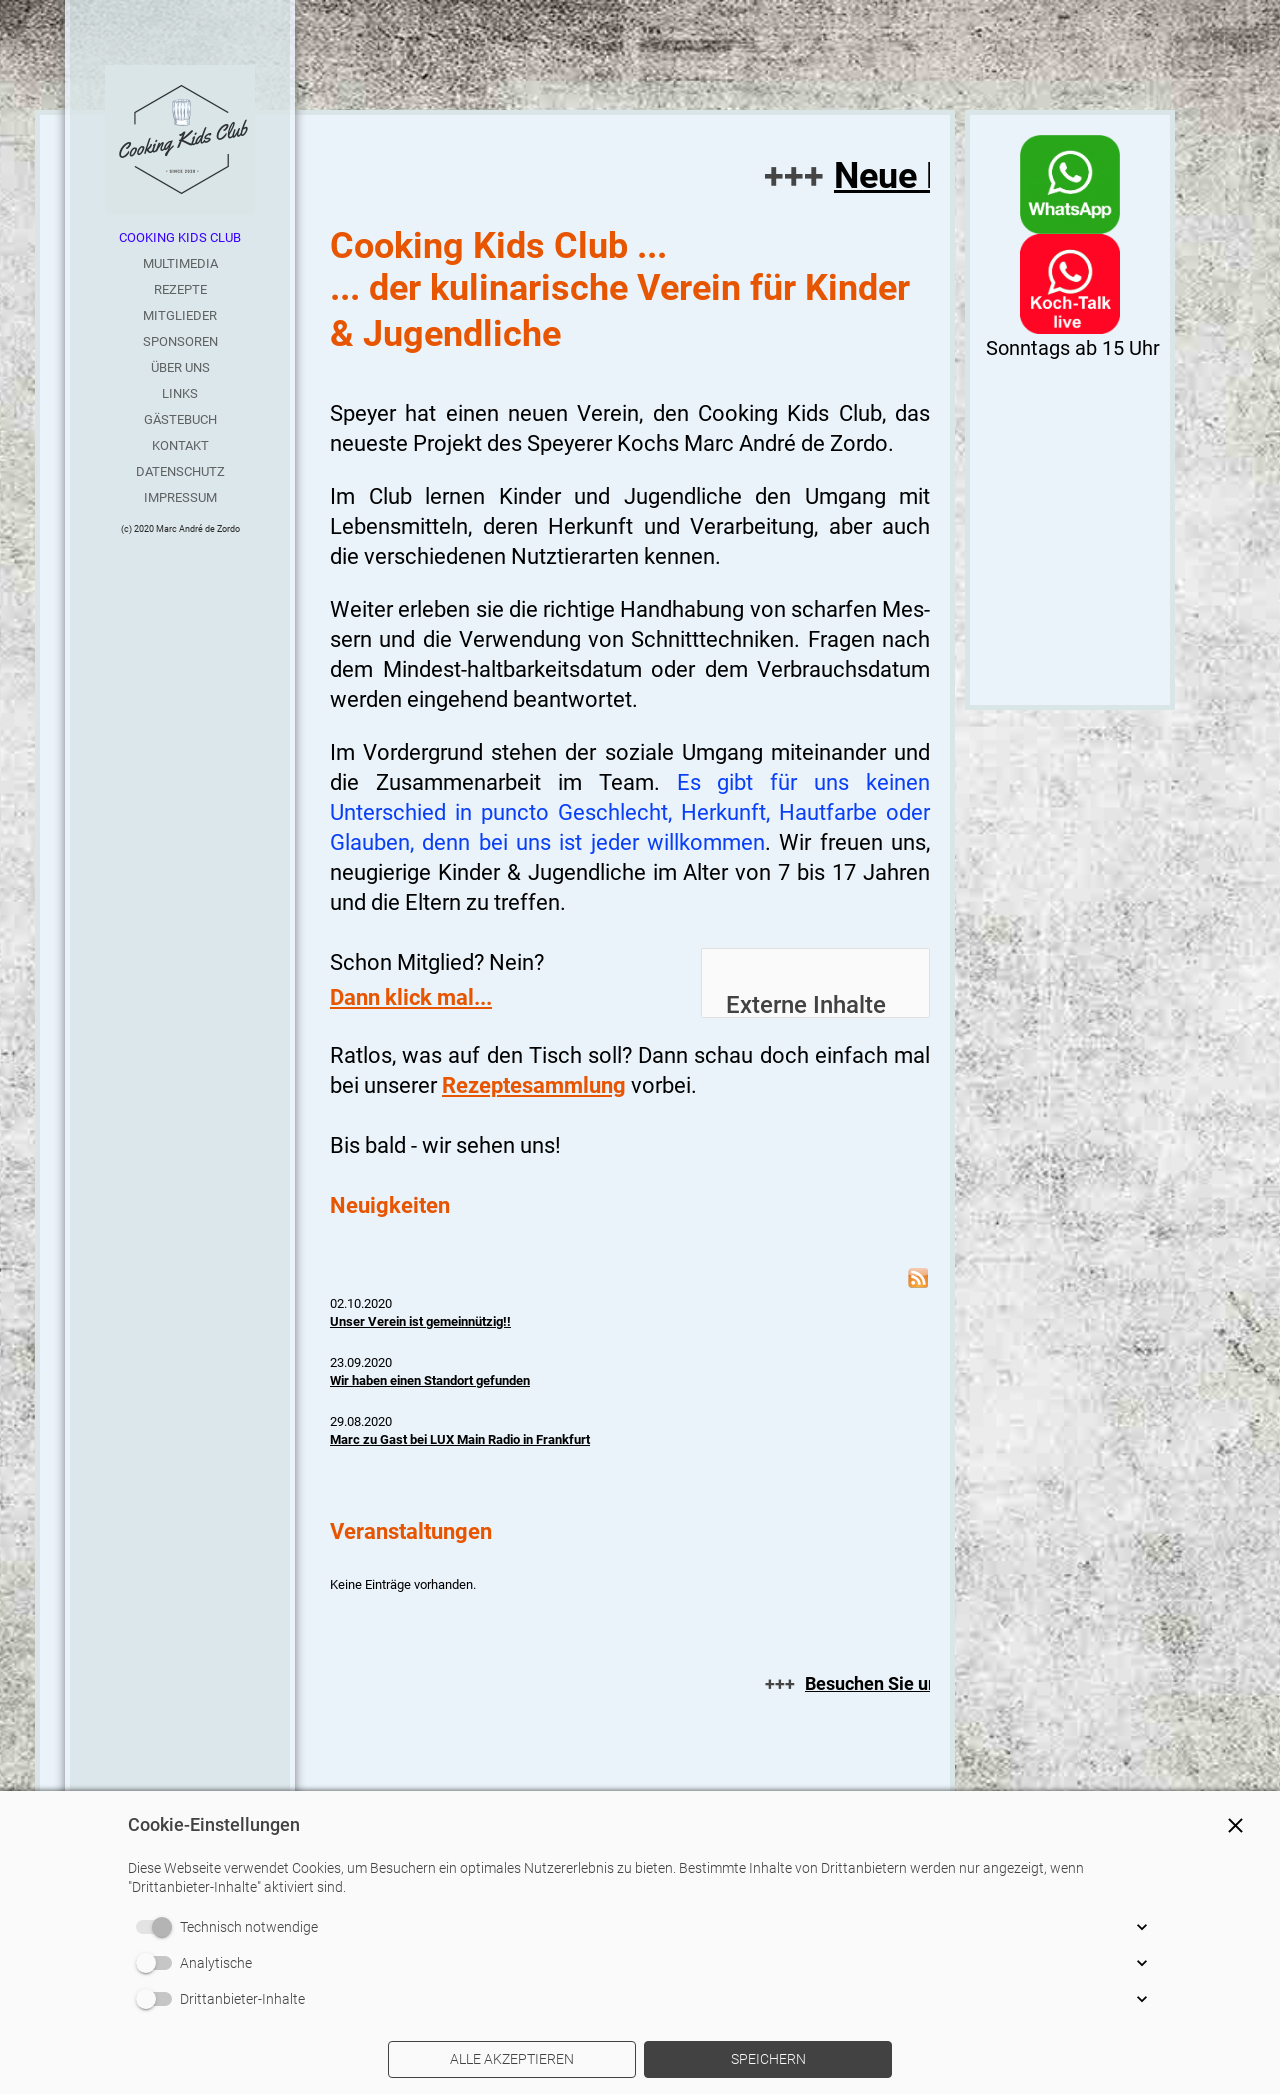 Cooking Kids Club
• SINCE 2020 •
COOKING KIDS CLUB
MULTIMEDIA
REZEPTE
MITGLIEDER
SPONSOREN
ÜBER UNS
LINKS
GÄSTEBUCH
KONTAKT
DATENSCHUTZ
IMPRESSUM
(c) 2020 Marc André de Zordo
+++ Neue
Cooking Kids Club ...
... der kulinarische Verein für Kinder
& Jugendliche
Speyer hat einen neuen Verein, den Cooking Kids Club, das
neueste Projekt des Speyerer Kochs Marc André de Zordo.
Im Club lernen Kinder und Jugendliche den Umgang mit
Lebensmitteln, deren Herkunft und Verarbeitung, aber auch
die verschiedenen Nutztierarten kennen.
Weiter erleben sie die richtige Handhabung von scharfen Mes-
sern und die Verwendung von Schnitttechniken. Fragen nach
dem Mindest-haltbarkeitsdatum oder dem Verbrauchsdatum
werden eingehend beantwortet.
Im Vordergrund stehen der soziale Umgang miteinander und
die Zusammenarbeit im Team. Es gibt für uns keinen
Unterschied in puncto Geschlecht, Herkunft, Hautfarbe oder
Glauben, denn bei uns ist jeder willkommen. Wir freuen uns,
neugierige Kinder & Jugendliche im Alter von 7 bis 17 Jahren
und die Eltern zu treffen.
Schon Mitglied? Nein?
Dann klick mal...
Externe Inhalte
Ratlos, was auf den Tisch soll? Dann schau doch einfach mal
bei unserer Rezeptesammlung vorbei.
Bis bald - wir sehen uns!
Neuigkeiten
02.10.2020
Unser Verein ist gemeinnützig!!
23.09.2020
Wir haben einen Standort gefunden
29.08.2020
Marc zu Gast bei LUX Main Radio in Frankfurt
Veranstaltungen
Keine Einträge vorhanden.
+++ Besuchen Sie
WhatsApp
Koch-Talk
live
Sonntags ab 15 Uhr
Cookie-Einstellungen
Diese Webseite verwendet Cookies, um Besuchern ein optimales Nutzererlebnis zu bieten. Bestimmte Inhalte von Drittanbietern werden nur angezeigt, wenn
"Drittanbieter-Inhalte" aktiviert sind.
Technisch notwendige
Analytische
Drittanbieter-Inhalte
ALLE AKZEPTIEREN
SPEICHERN